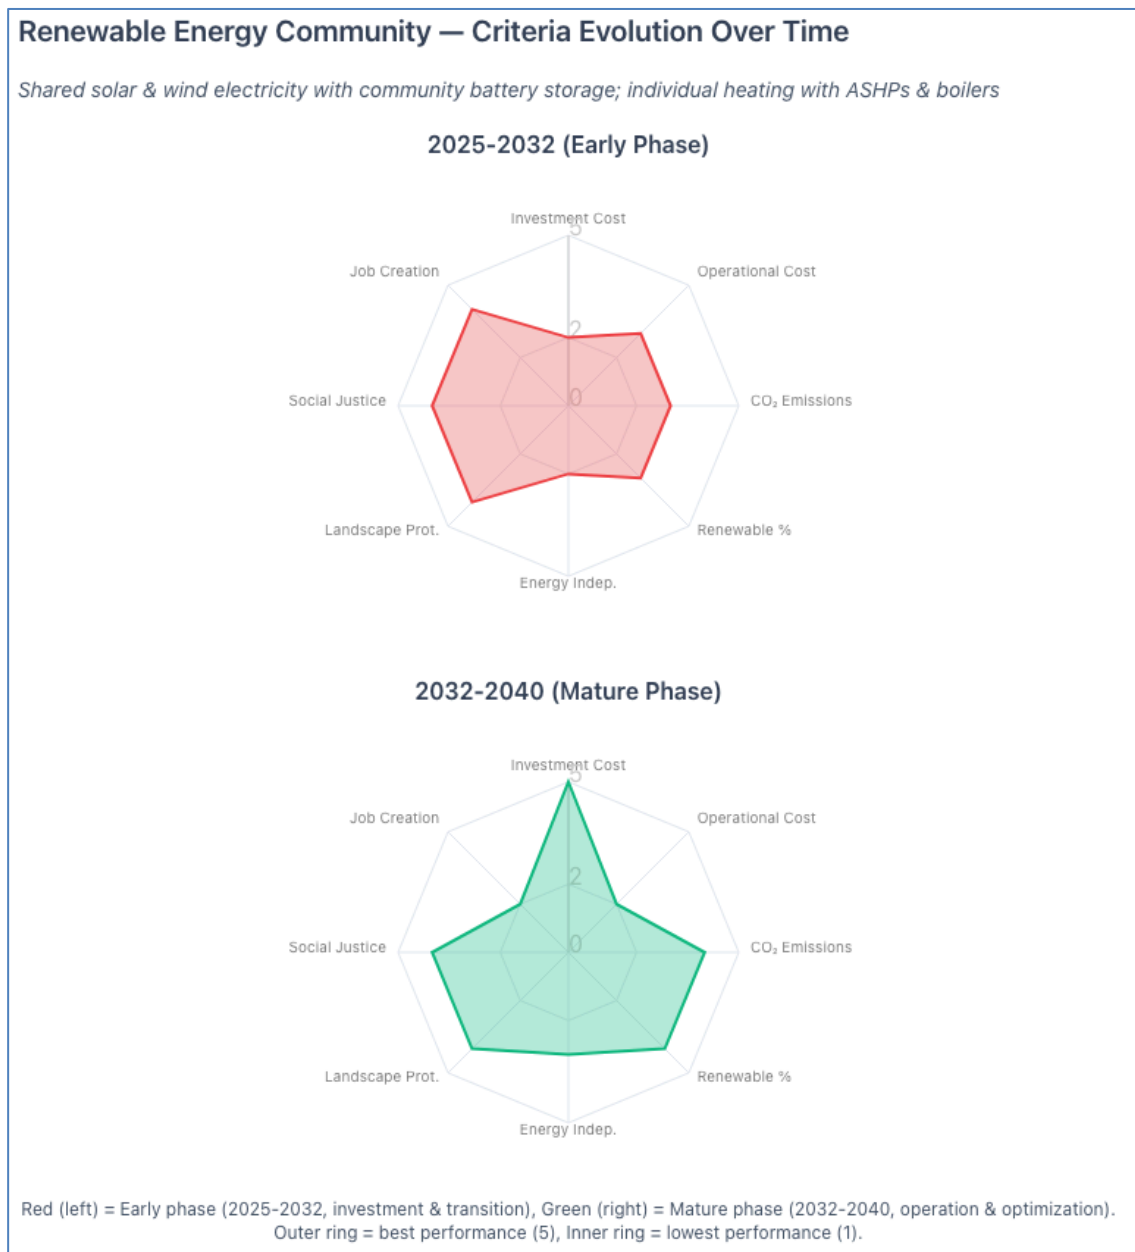 Renewable Energy Community — Criteria Evolution Over Time
Shared solar & wind electricity with community battery storage; individual heating with ASHPs & boilers
2025-2032 (Early Phase)
Investment Cost
5
Job Creation
Operational Cost
2
Social Justice
0
CO₂ Emissions
Landscape Prot.
Renewable %
Energy Indep.
2032-2040 (Mature Phase)
Investment Cost
5
Job Creation
Operational Cost
2
Social Justice
0
CO₂ Emissions
Landscape Prot.
Renewable %
Energy Indep.
Red (left) = Early phase (2025-2032, investment & transition), Green (right) = Mature phase (2032-2040, operation & optimization).
Outer ring = best performance (5), Inner ring = lowest performance (1).